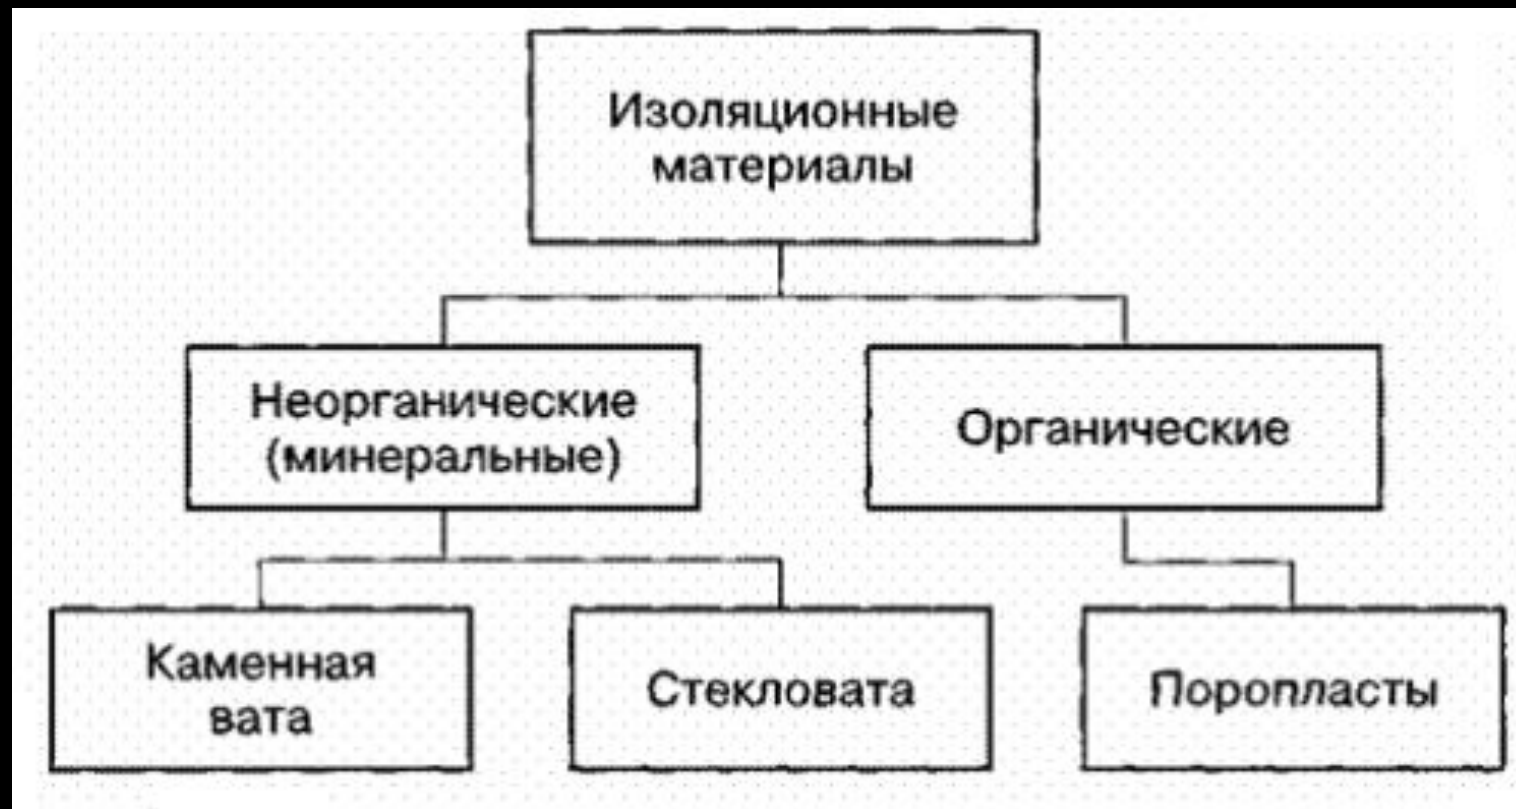 Изоляционные
материалы
Неорганические
(минеральные)
Органические
Каменная
вата
Стекловата
Поропласты